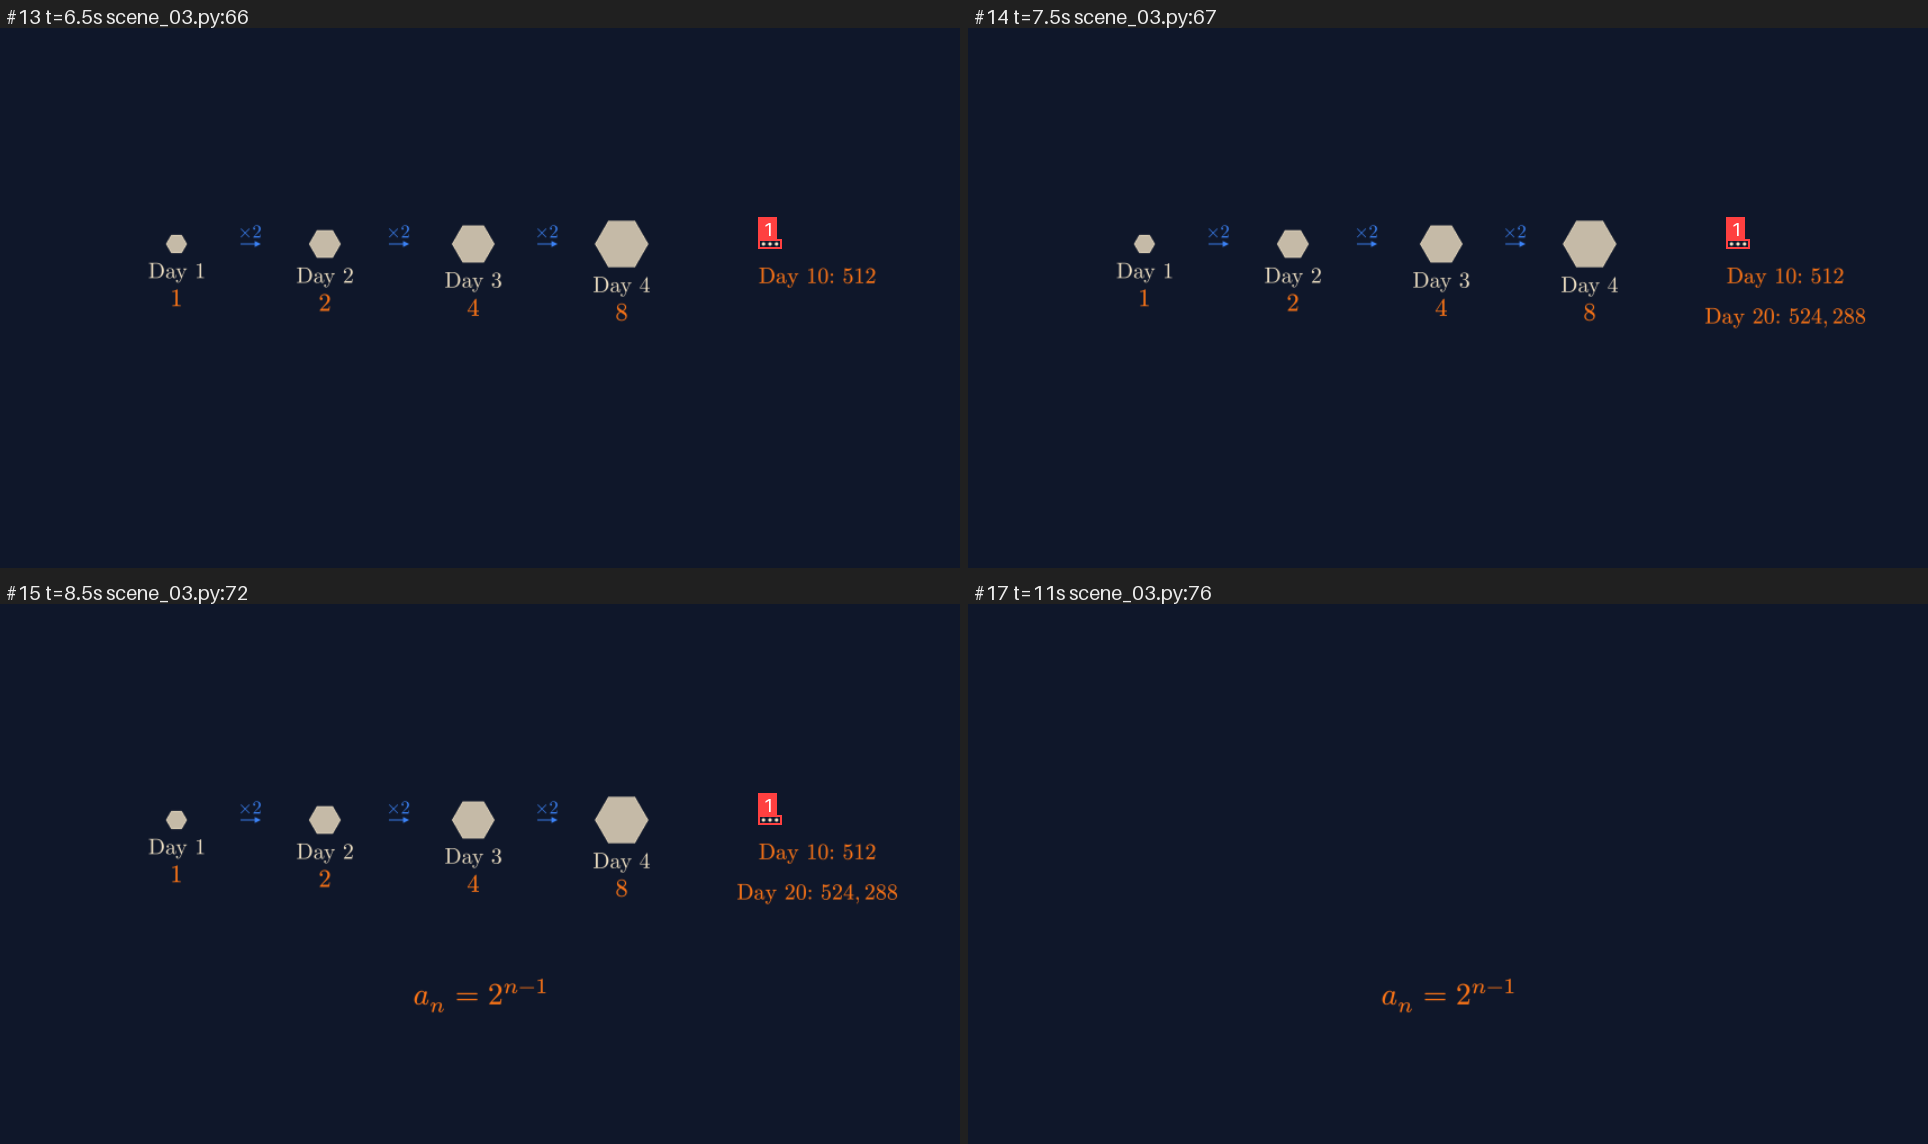 #13 t=6.5s scene_03.py:66
×2 ×2 ×2 1
...
Day 1 Day 2 Day 3 Day 4 Day 10: 512
1 2 4 8
#14 t=7.5s scene_03.py:67
×2 ×2 ×2 1
...
Day 1 Day 2 Day 3 Day 4 Day 10: 512
1 2 4 8 Day 20: 524,288
#15 t=8.5s scene_03.py:72
×2 ×2 ×2 1
...
Day 1 Day 2 Day 3 Day 4 Day 10: 512
1 2 4 8 Day 20: 524,288
aₙ = 2ⁿ⁻¹
#17 t=11s scene_03.py:76
aₙ = 2ⁿ⁻¹